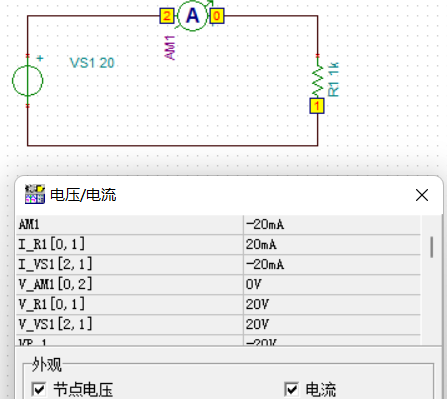 2 A 0
AM1
+
VS1 20
R1 1k
1
电压/电流
AM1 -20mA
I_R1[0,1] 20mA
I_VS1[2,1] -20mA
V_AM1[0,2] 0V
V_R1[0,1] 20V
V_VS1[2,1] 20V
VP_1 -20V
外观
节点电压 电流